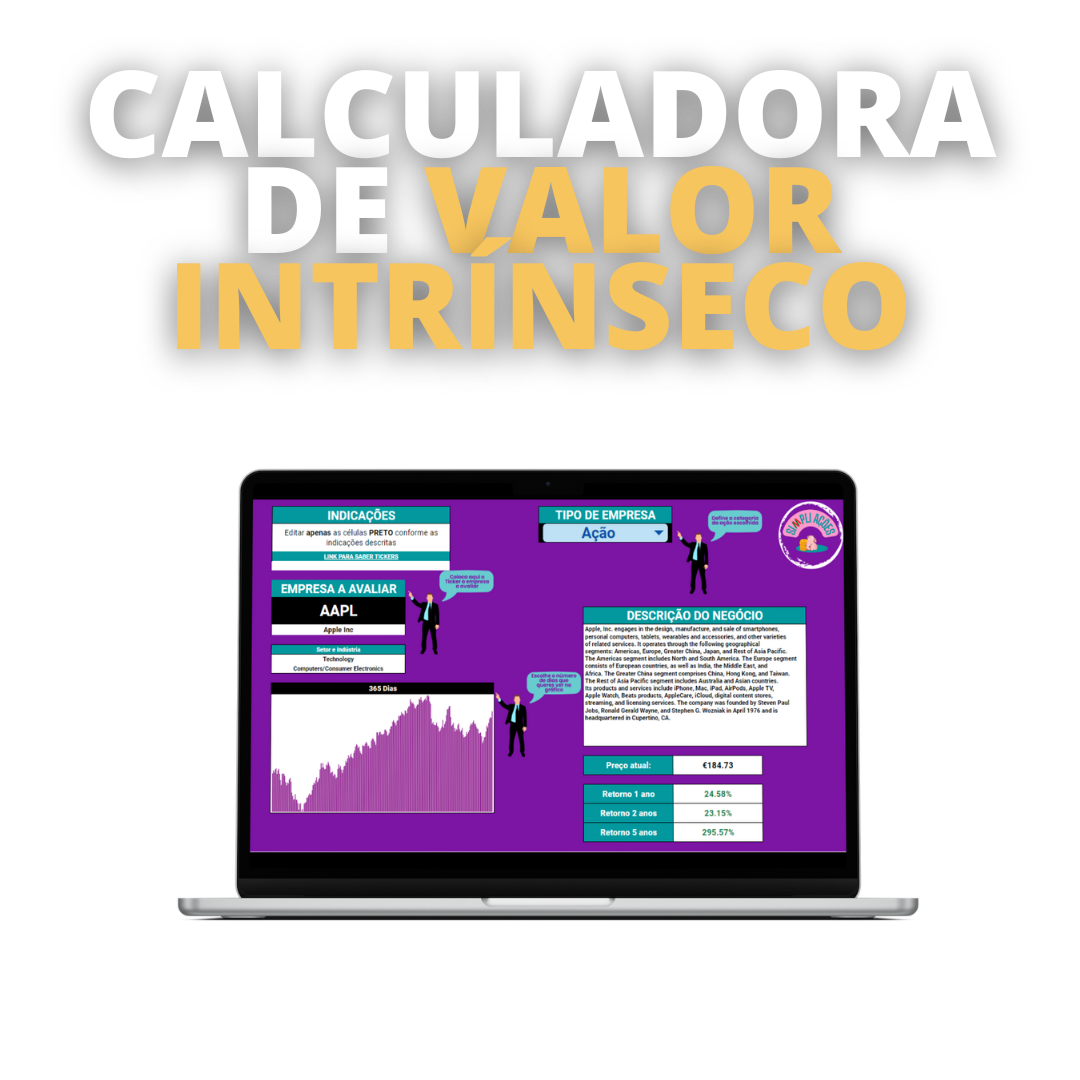 CALCULADORA
DE VALOR
INTRÍNSECO
INDICAÇÕES
Editar apenas as células PRETO conforme as
indicações descritas
LINK PARA SABER TICKERS
TIPO DE EMPRESA
Ação
Define a categoria
da ação escolhida
SIMPLI AÇÕES
EMPRESA A AVALIAR
AAPL
Apple Inc
Coloca aqui o
Ticker a empresa
a avaliar
Setor e Indústria
Technology
Computers/Consumer Electronics
365 Dias
Escolhe o número
de dias que
queres ver no
gráfico
DESCRIÇÃO DO NEGÓCIO
Apple, Inc. engages in the design, manufacture, and sale of smartphones,
personal computers, tablets, wearables and accessories, and other varieties
of related services. It operates through the following geographical
segments: Americas, Europe, Greater China, Japan, and Rest of Asia Pacific.
The Americas segment includes North and South America. The Europe segment
consists of European countries, as well as India, the Middle East, and
Africa. The Greater China segment comprises China, Hong Kong, and Taiwan.
The Rest of Asia Pacific segment includes Australia and Asian countries.
Its products and services include iPhone, Mac, iPad, AirPods, Apple TV,
Apple Watch, Beats products, AppleCare, iCloud, digital content stores,
streaming, and licensing services. The company was founded by Steven Paul
Jobs, Ronald Gerald Wayne, and Stephen G. Wozniak in April 1976 and is
headquartered in Cupertino, CA.
Preço atual: €184.73
Retorno 1 ano 24.58%
Retorno 2 anos 23.15%
Retorno 5 anos 295.57%